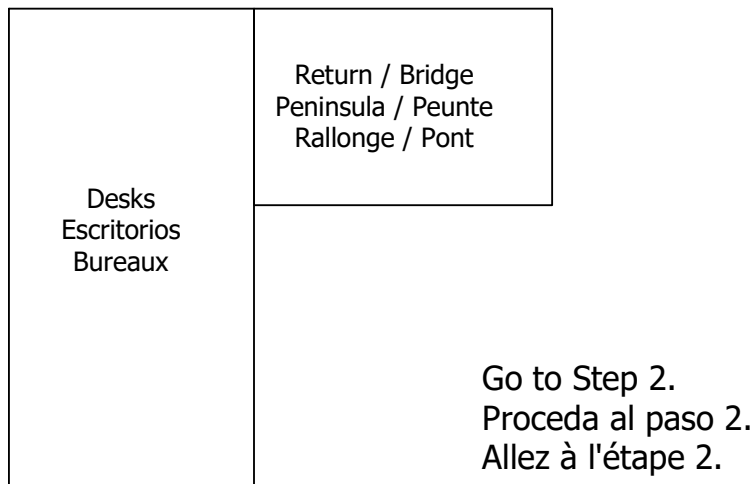 Return / Bridge
Peninsula / Peunte
Rallonge / Pont
Desks
Escritorios
Bureaux
Go to Step 2.
Proceda al paso 2.
Allez à l'étape 2.